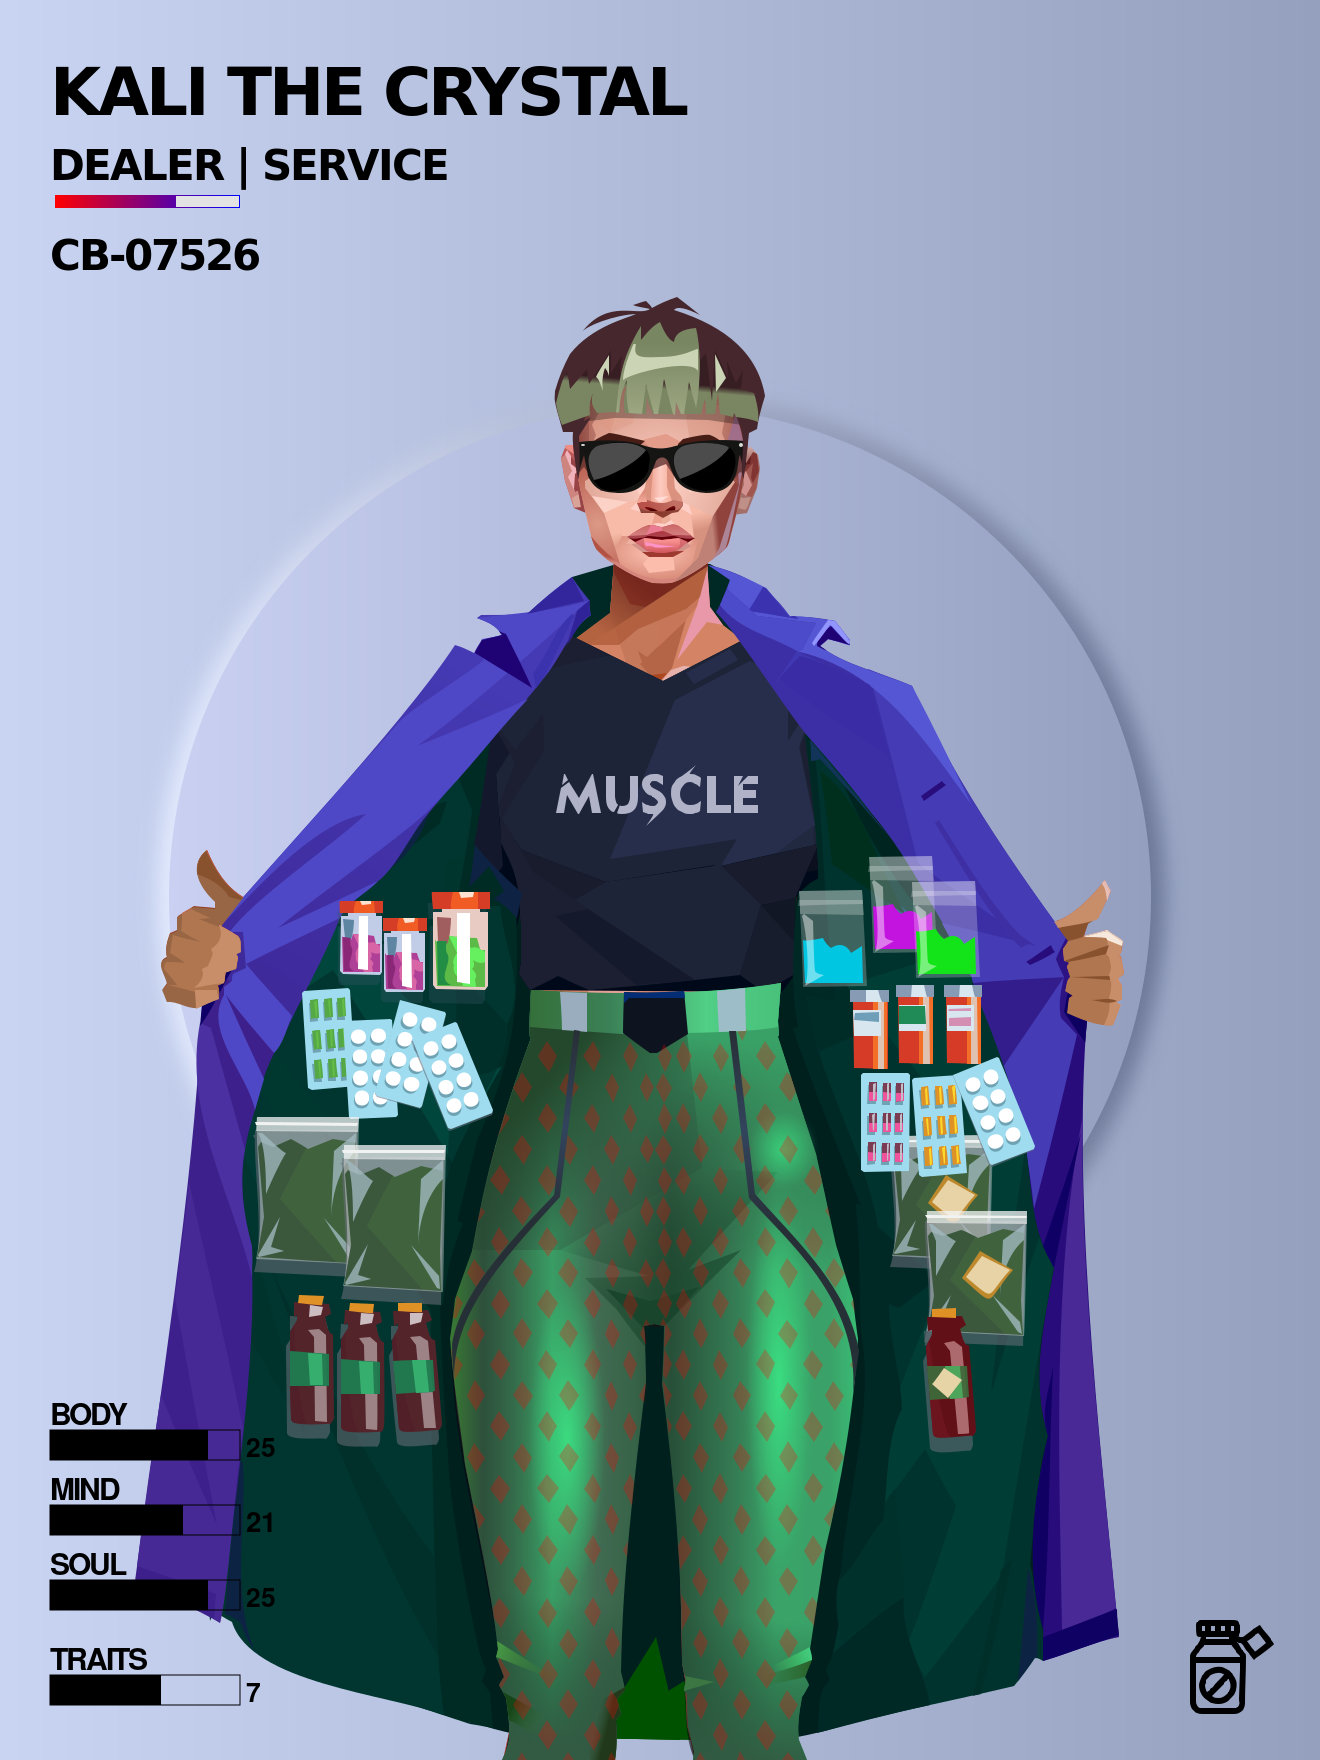 KALI THE CRYSTAL
DEALER | SERVICE
CB-07526
MUSCLE
BODY
25
MIND
21
SOUL
25
TRAITS
7